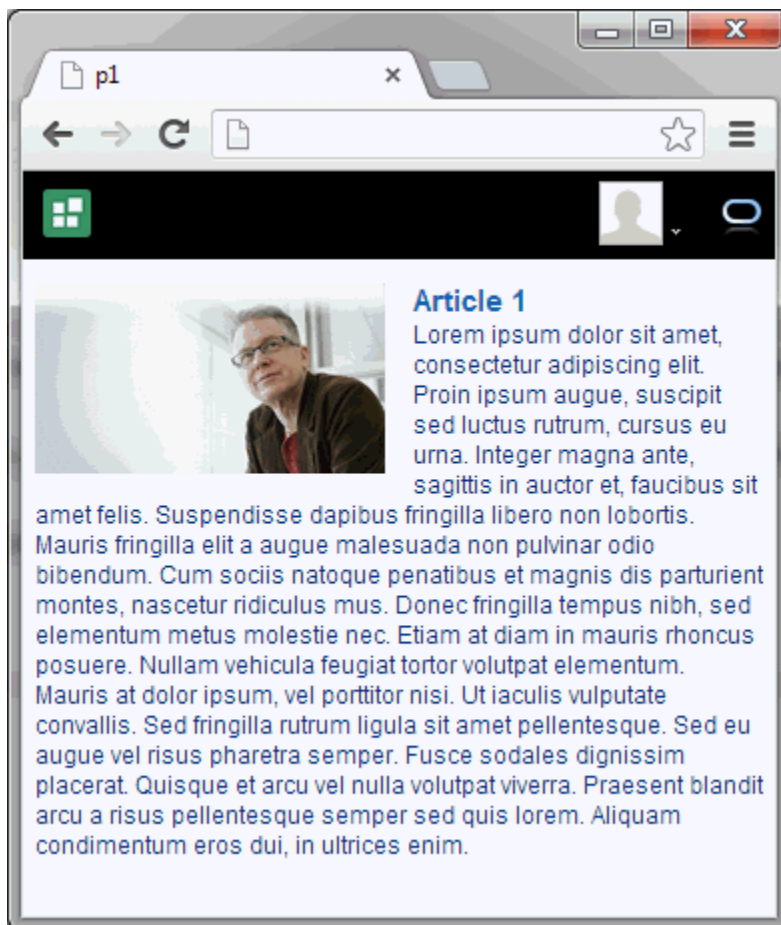 p1
Article 1
Lorem ipsum dolor sit amet,
consectetur adipiscing elit.
Proin ipsum augue, suscipit
sed luctus rutrum, cursus eu
urna. Integer magna ante,
sagittis in auctor et, faucibus sit
amet felis. Suspendisse dapibus fringilla libero non lobortis.
Mauris fringilla elit a augue malesuada non pulvinar odio
bibendum. Cum sociis natoque penatibus et magnis dis parturient
montes, nascetur ridiculus mus. Donec fringilla tempus nibh, sed
elementum metus molestie nec. Etiam at diam in mauris rhoncus
posuere. Nullam vehicula feugiat tortor volutpat elementum.
Mauris at dolor ipsum, vel porttitor nisi. Ut iaculis vulputate
convallis. Sed fringilla rutrum ligula sit amet pellentesque. Sed eu
augue vel risus pharetra semper. Fusce sodales dignissim
placerat. Quisque et arcu vel nulla volutpat viverra. Praesent blandit
arcu a risus pellentesque semper sed quis lorem. Aliquam
condimentum eros dui, in ultrices enim.